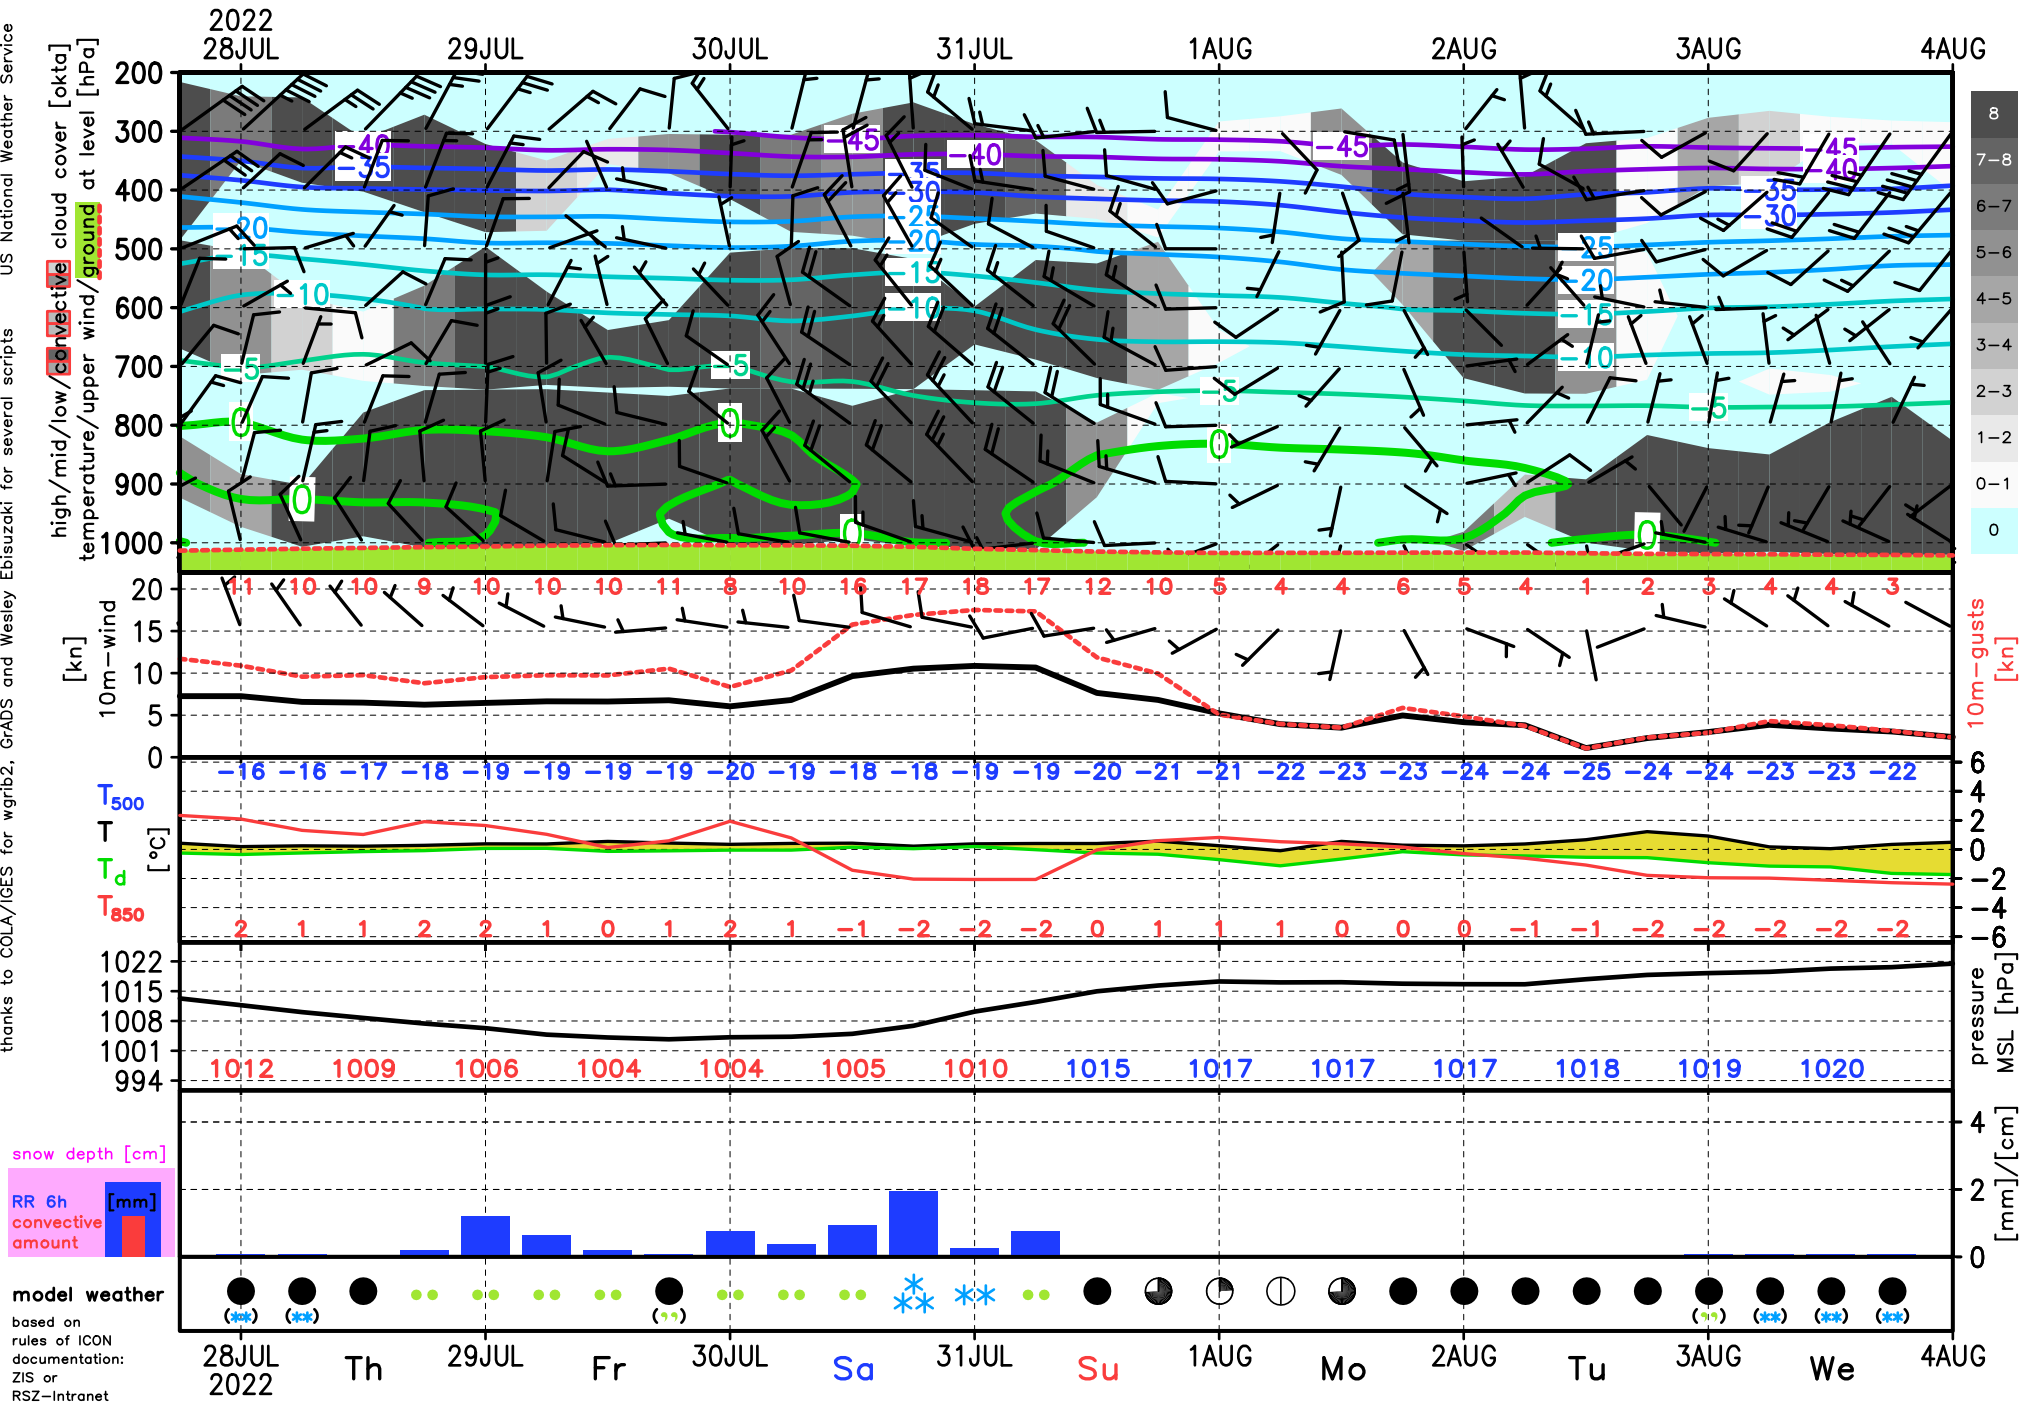 2022
28JUL 29JUL 30JUL 31JUL 1AUG 2AUG 3AUG 4AUG
US National Weather Service
thanks to COLA/IGES for wgrib2, GrADS and Wesley Ebisuzaki for several scripts
high/mid/low/convective cloud cover [okta]
temperature/upper wind/ground at level [hPa]
200
300
400
500
600
700
800
900
1000
-40 -45 -40 -45 -45 -40
-35 -35 -35
-30 -30
-25 25
-20 -20 -20
-15 -15 -15
-10 -10 -10
-5 -5 -5 -5
0 0 0
0 0 0
8
7-8
6-7
5-6
4-5
3-4
2-3
1-2
0-1
0
10m-wind
[kn]
20
15
10
5
0
11 10 10 9 10 10 10 11 8 10 16 17 18 17 12 10 5 4 4 6 5 4 1 2 3 4 4 3
10m-gusts
[kn]
-16 -16 -17 -18 -19 -19 -19 -19 -20 -19 -18 -18 -19 -19 -20 -21 -21 -22 -23 -23 -24 -24 -25 -24 -24 -23 -23 -22
T500
T
Td
T850
[°C]
6
4
2
0
-2
-4
-6
2 1 1 2 2 1 0 1 2 1 -1 -2 -2 -2 0 1 1 1 0 0 0 -1 -1 -2 -2 -2 -2 -2
1022
1015
1008
1001
994
1012 1009 1006 1004 1004 1005 1010 1015 1017 1017 1017 1018 1019 1020
pressure
MSL [hPa]
snow depth [cm]
RR 6h [mm]
convective
amount
4
2
0
[mm]/[cm]
model weather
based on
rules of ICON
documentation:
ZIS or
RSZ-Intranet
28JUL Th 29JUL Fr 30JUL Sa 31JUL Su 1AUG Mo 2AUG Tu 3AUG We 4AUG
2022